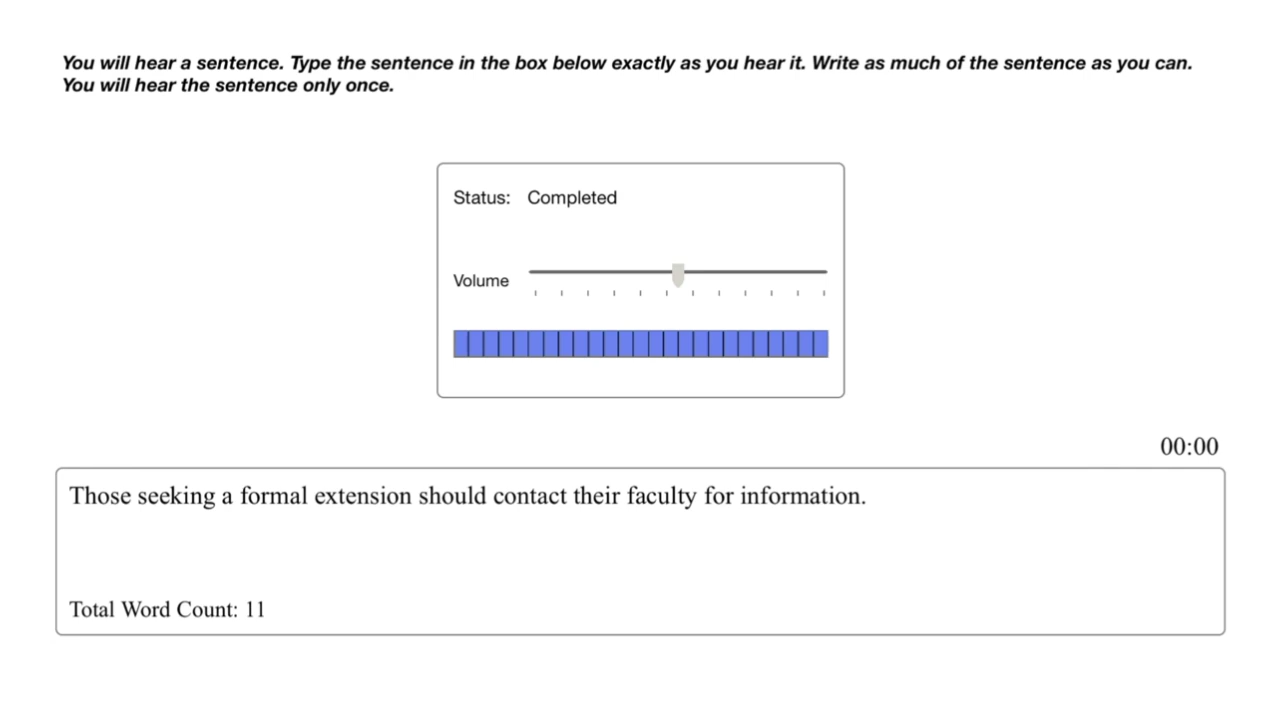 You will hear a sentence. Type the sentence in the box below exactly as you hear it. Write as much of the sentence as you can.
You will hear the sentence only once.
Status: Completed
Volume
00:00
Those seeking a formal extension should contact their faculty for information.
Total Word Count: 11